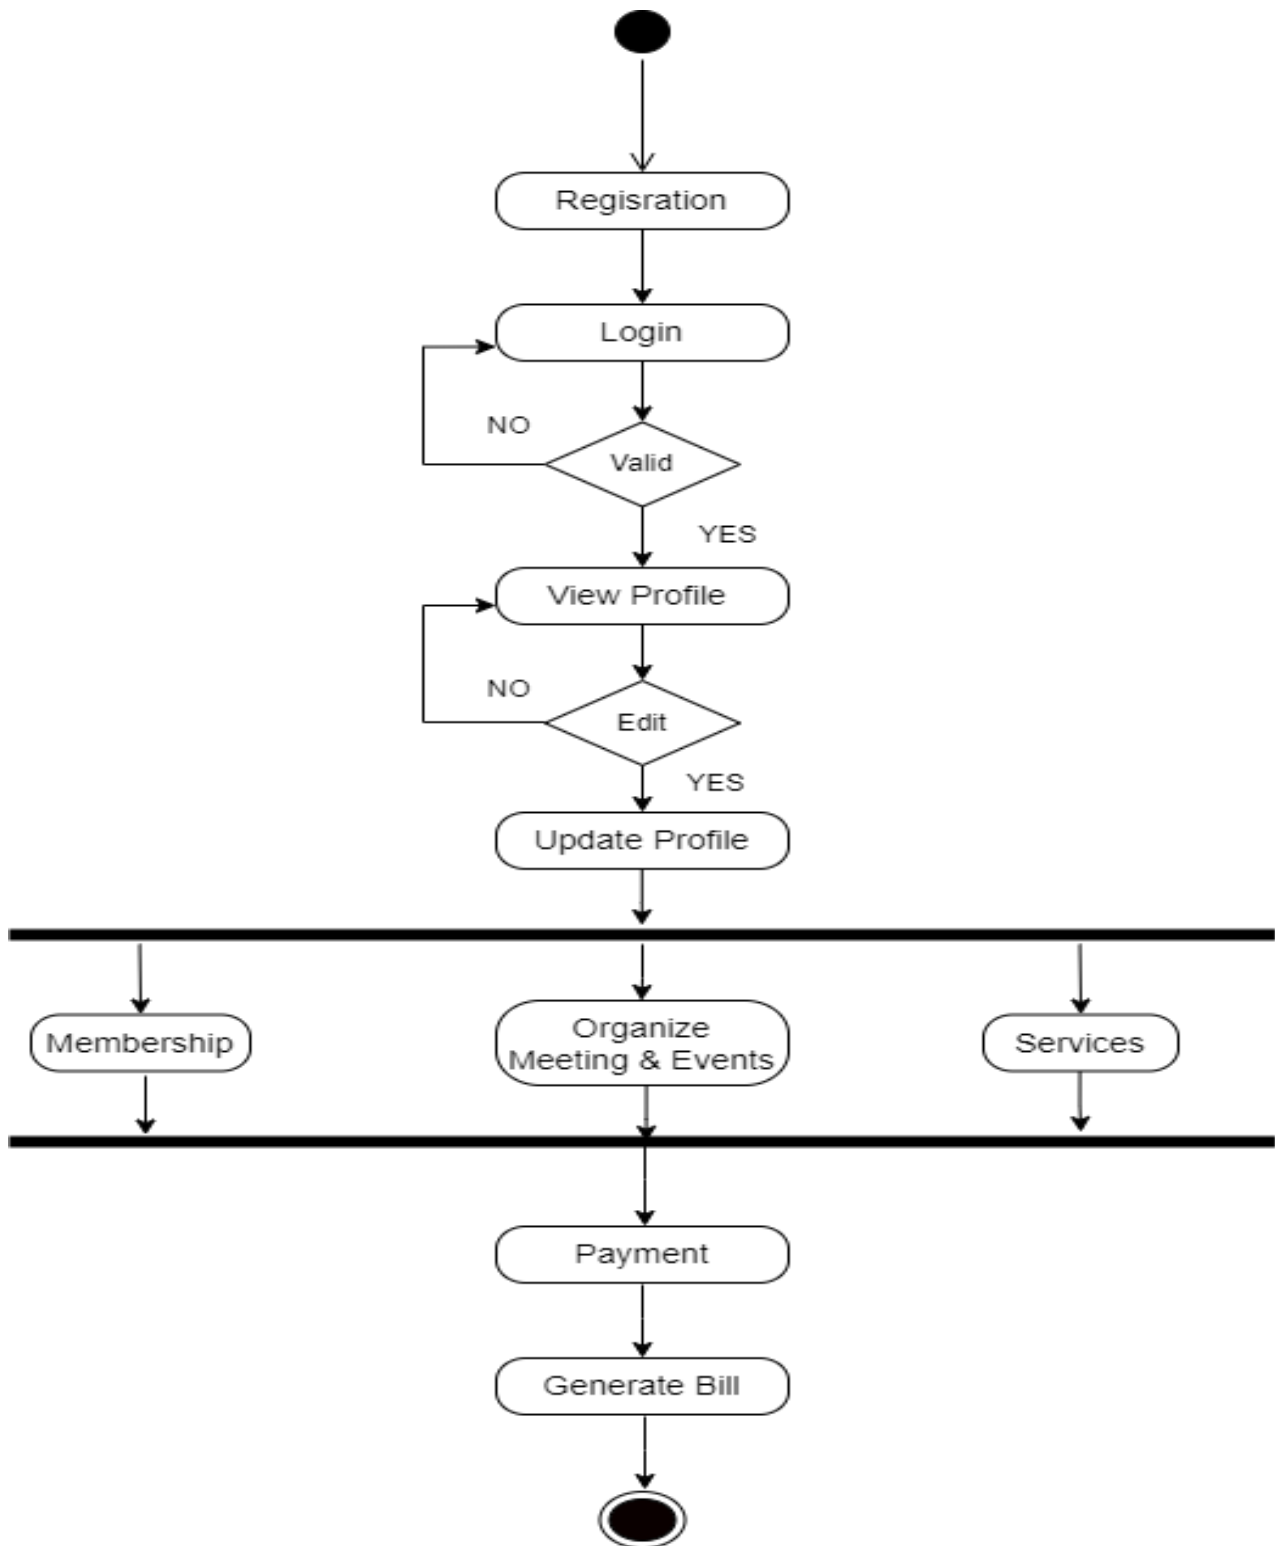 Regisration
Login
NO
Valid
YES
View Profile
NO
Edit
YES
Update Profile
Membership
Organize
Meeting & Events
Services
Payment
Generate Bill